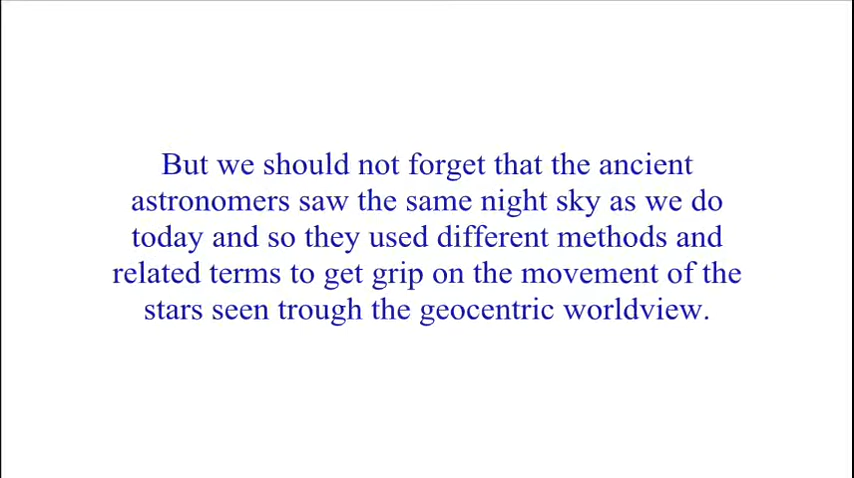 But we should not forget that the ancient
astronomers saw the same night sky as we do
today and so they used different methods and
related terms to get grip on the movement of the
stars seen trough the geocentric worldview.